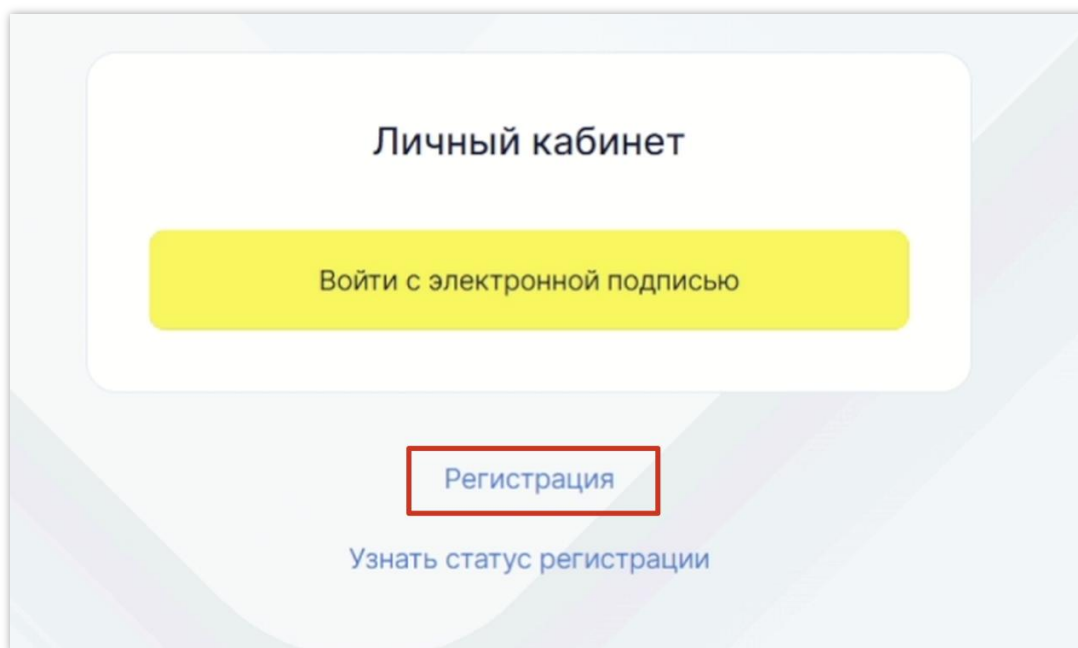 Личный кабинет
Войти с электронной подписью
Регистрация
Узнать статус регистрации